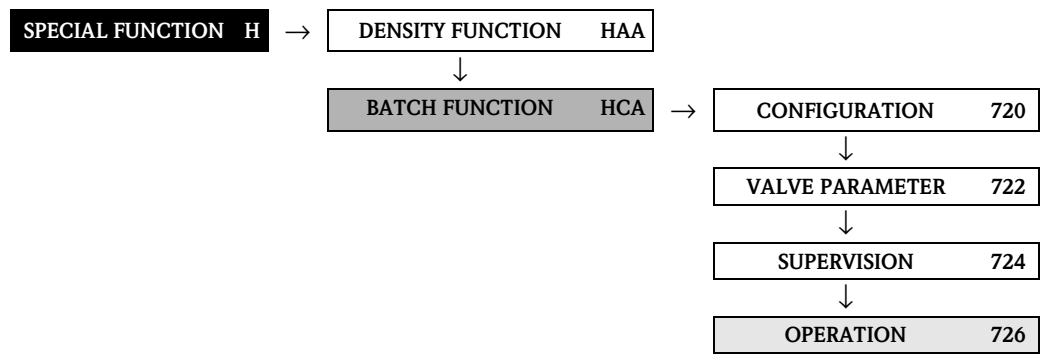 SPECIAL FUNCTION H → DENSITY FUNCTION HAA
↓
BATCH FUNCTION HCA → CONFIGURATION 720
↓
VALVE PARAMETER 722
↓
SUPERVISION 724
↓
OPERATION 726